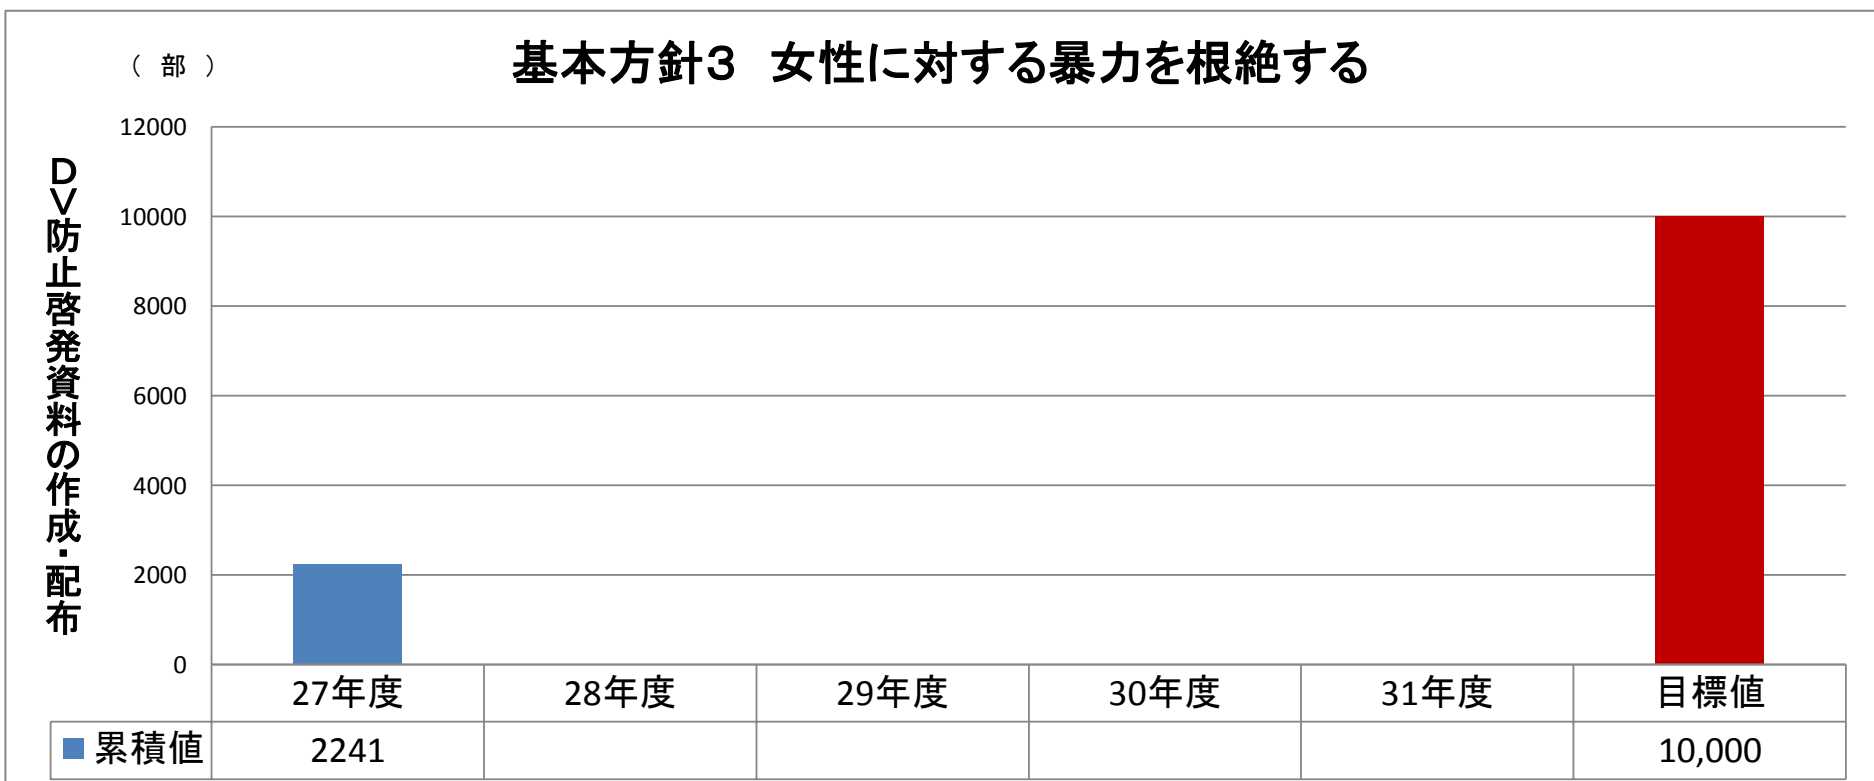 基本方針３　女性に対する暴力を根絶する
（ 部 ）
ＤＶ防止啓発資料の作成・配布
12000
10000
8000
6000
4000
2000
0
27年度 28年度 29年度 30年度 31年度 目標値
累積値 2241 10,000